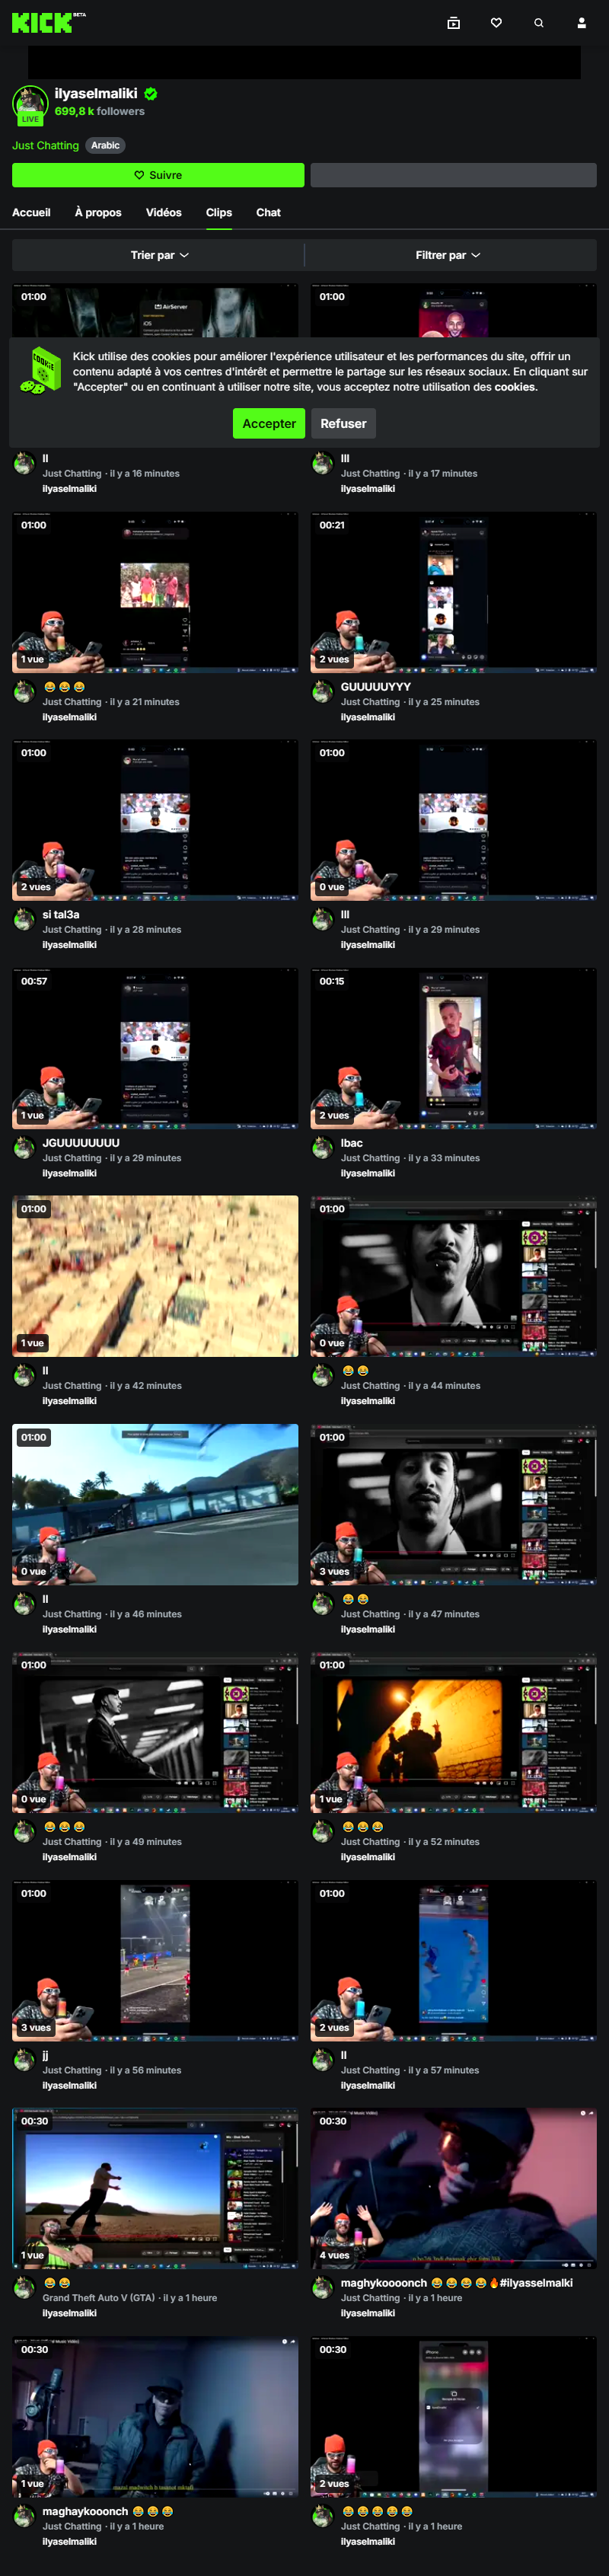 KICK BETA
ilyaselmaliki
699,8 k followers
LIVE
Just Chatting Arabic
Suivre
Accueil À propos Vidéos Clips Chat
Trier par Filtrer par
01:00 01:00
AirServer
iOS
COOKIE
Kick utilise des cookies pour améliorer l'expérience utilisateur et les performances du site, offrir un
contenu adapté à vos centres d'intérêt et permettre le partage sur les réseaux sociaux. En cliquant sur
"Accepter" ou en continuant à utiliser notre site, vous acceptez notre utilisation des cookies.
Accepter Refuser
ll lll
Just Chatting · il y a 16 minutes Just Chatting · il y a 17 minutes
ilyaselmaliki ilyaselmaliki
01:00 00:21
1 vue 2 vues
😂 😂 😂 GUUUUUYYY
Just Chatting · il y a 21 minutes Just Chatting · il y a 25 minutes
ilyaselmaliki ilyaselmaliki
01:00 01:00
2 vues 0 vue
si tal3a lll
Just Chatting · il y a 28 minutes Just Chatting · il y a 29 minutes
ilyaselmaliki ilyaselmaliki
00:57 00:15
1 vue 2 vues
JGUUUUUUUU lbac
Just Chatting · il y a 29 minutes Just Chatting · il y a 33 minutes
ilyaselmaliki ilyaselmaliki
01:00 01:00
1 vue 0 vue
ll 😂 😂
Just Chatting · il y a 42 minutes Just Chatting · il y a 44 minutes
ilyaselmaliki ilyaselmaliki
01:00 01:00
0 vue 3 vues
ll 😂 😂
Just Chatting · il y a 46 minutes Just Chatting · il y a 47 minutes
ilyaselmaliki ilyaselmaliki
01:00 01:00
0 vue 1 vue
😂 😂 😂 😂 😂 😂
Just Chatting · il y a 49 minutes Just Chatting · il y a 52 minutes
ilyaselmaliki ilyaselmaliki
01:00 01:00
3 vues 2 vues
jj ll
Just Chatting · il y a 56 minutes Just Chatting · il y a 57 minutes
ilyaselmaliki ilyaselmaliki
00:30 00:30
Music Video)
1 vue 4 vues
😂 😂 maghykoooonch 😂 😂 😂 😂 🔥#ilyasselmalki
Grand Theft Auto V (GTA) · il y a 1 heure Just Chatting · il y a 1 heure
ilyaselmaliki ilyaselmaliki
00:30 00:30
Music Video)
1 vue 2 vues
maghaykooonch 😂 😂 😂 😂 😂 😂 😂 😂
Just Chatting · il y a 1 heure Just Chatting · il y a 1 heure
ilyaselmaliki ilyaselmaliki